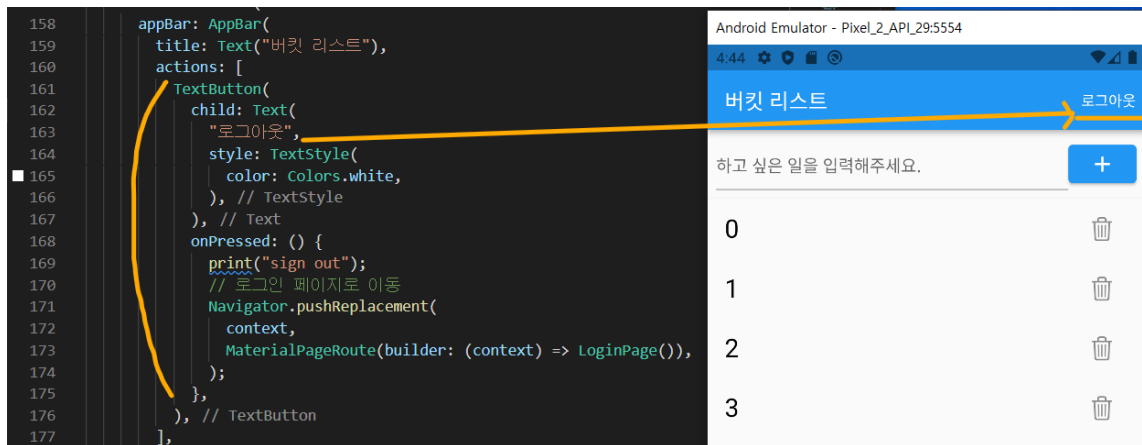 158 appBar: AppBar(
159 title: Text("버킷 리스트"),
160 actions: [
161 TextButton(
162 child: Text(
163 "로그아웃",
164 style: TextStyle(
165 color: Colors.white,
166 ), // TextStyle
167 ), // Text
168 onPressed: () {
169 print("sign out");
170 // 로그인 페이지로 이동
171 Navigator.pushReplacement(
172 context,
173 MaterialPageRoute(builder: (context) => LoginPage()),
174 );
175 },
176 ), // TextButton
177 ],
Android Emulator - Pixel_2_API_29:5554
4:44
버킷 리스트 로그아웃
하고 싶은 일을 입력해주세요. +
0
1
2
3